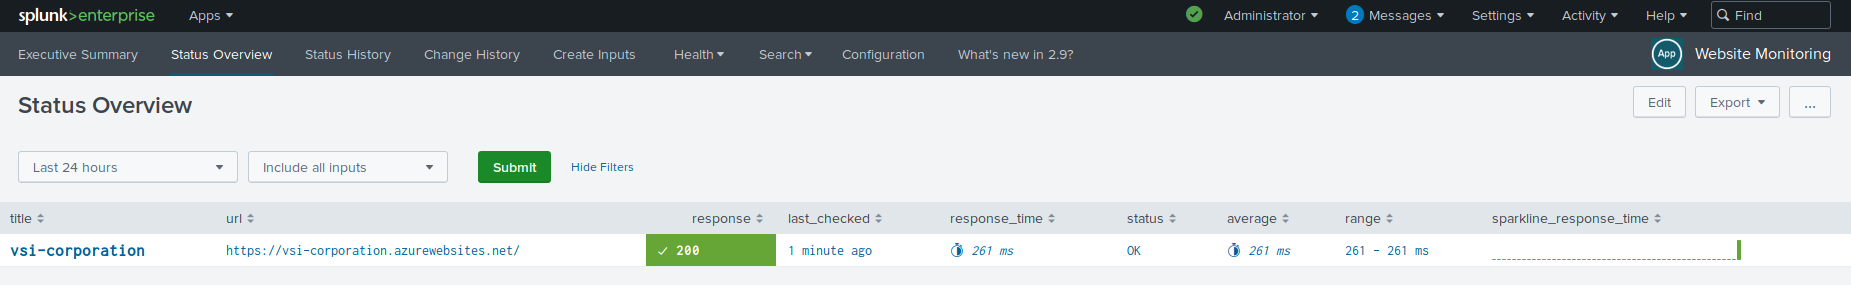 splunk>enterprise Apps Administrator 2 Messages Settings Activity Help Find
Executive Summary Status Overview Status History Change History Create Inputs Health Search Configuration What's new in 2.9? App Website Monitoring
Status Overview Edit Export ...
Last 24 hours Include all inputs Submit Hide Filters
title url response last_checked response_time status average range sparkline_response_time
vsi-corporation https://vsi-corporation.azurewebsites.net/ 200 1 minute ago 261 ms OK 261 ms 261 - 261 ms